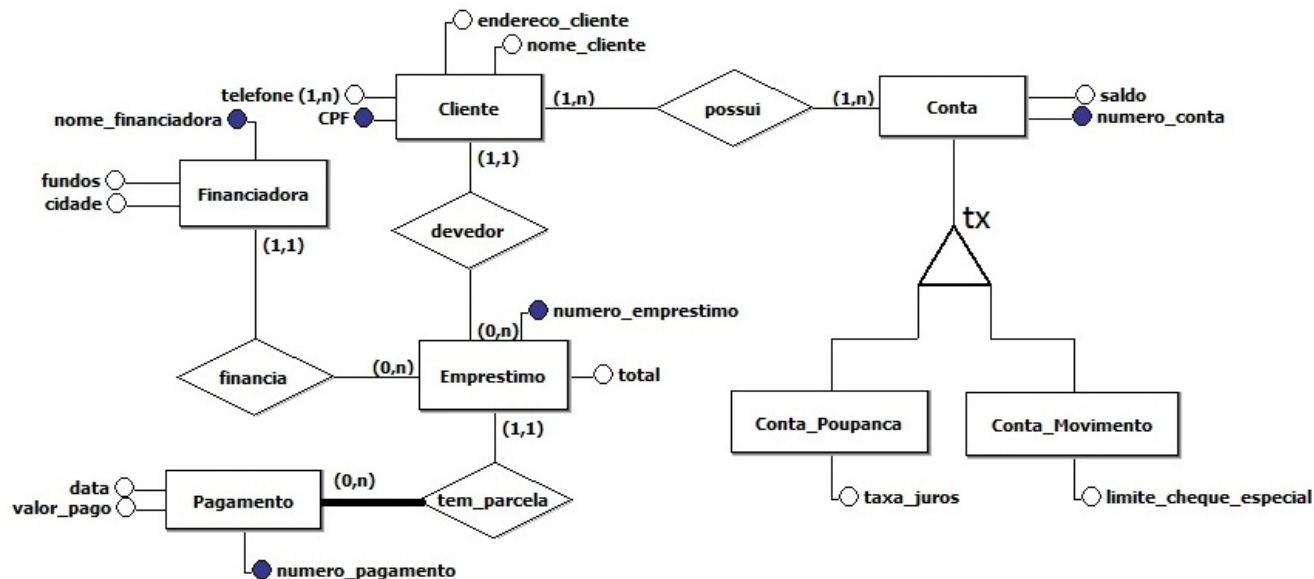 endereco_cliente
nome_cliente
telefone (1,n)
CPF
Cliente
(1,n)
possui
(1,n)
Conta
saldo
numero_conta
nome_financiadora
fundos
cidade
Financiadora
(1,1)
(1,1)
devedor
tx
numero_emprestimo
(0,n)
financia
(0,n)
Emprestimo
total
(1,1)
Conta_Poupanca
Conta_Movimento
taxa_juros
limite_cheque_especial
data
valor_pago
Pagamento
(0,n)
tem_parcela
numero_pagamento